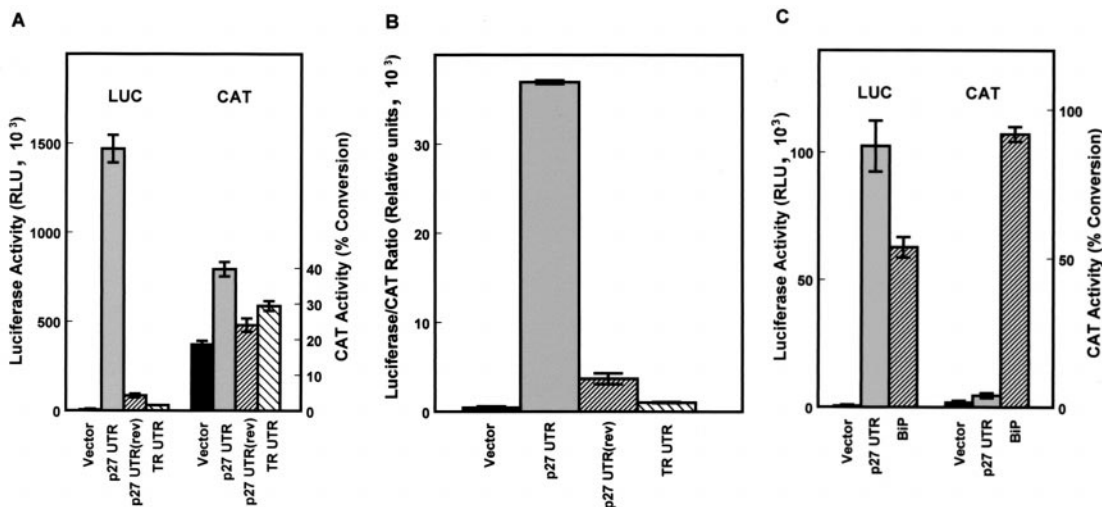 A
LUC
CAT
Luciferase Activity (RLU, 10³)
1500
1000
500
0
CAT Activity (% Conversion)
40
30
20
10
0
Vector
p27 UTR
p27 UTR(rev)
TR UTR
Vector
p27 UTR
p27 UTR(rev)
TR UTR
B
Luciferase/CAT Ratio (Relative units, 10³)
30
20
10
0
Vector
p27 UTR
p27 UTR(rev)
TR UTR
C
LUC
CAT
Luciferase Activity (RLU, 10³)
100
50
0
CAT Activity (% Conversion)
100
50
0
Vector
p27 UTR
BiP
Vector
p27 UTR
BiP